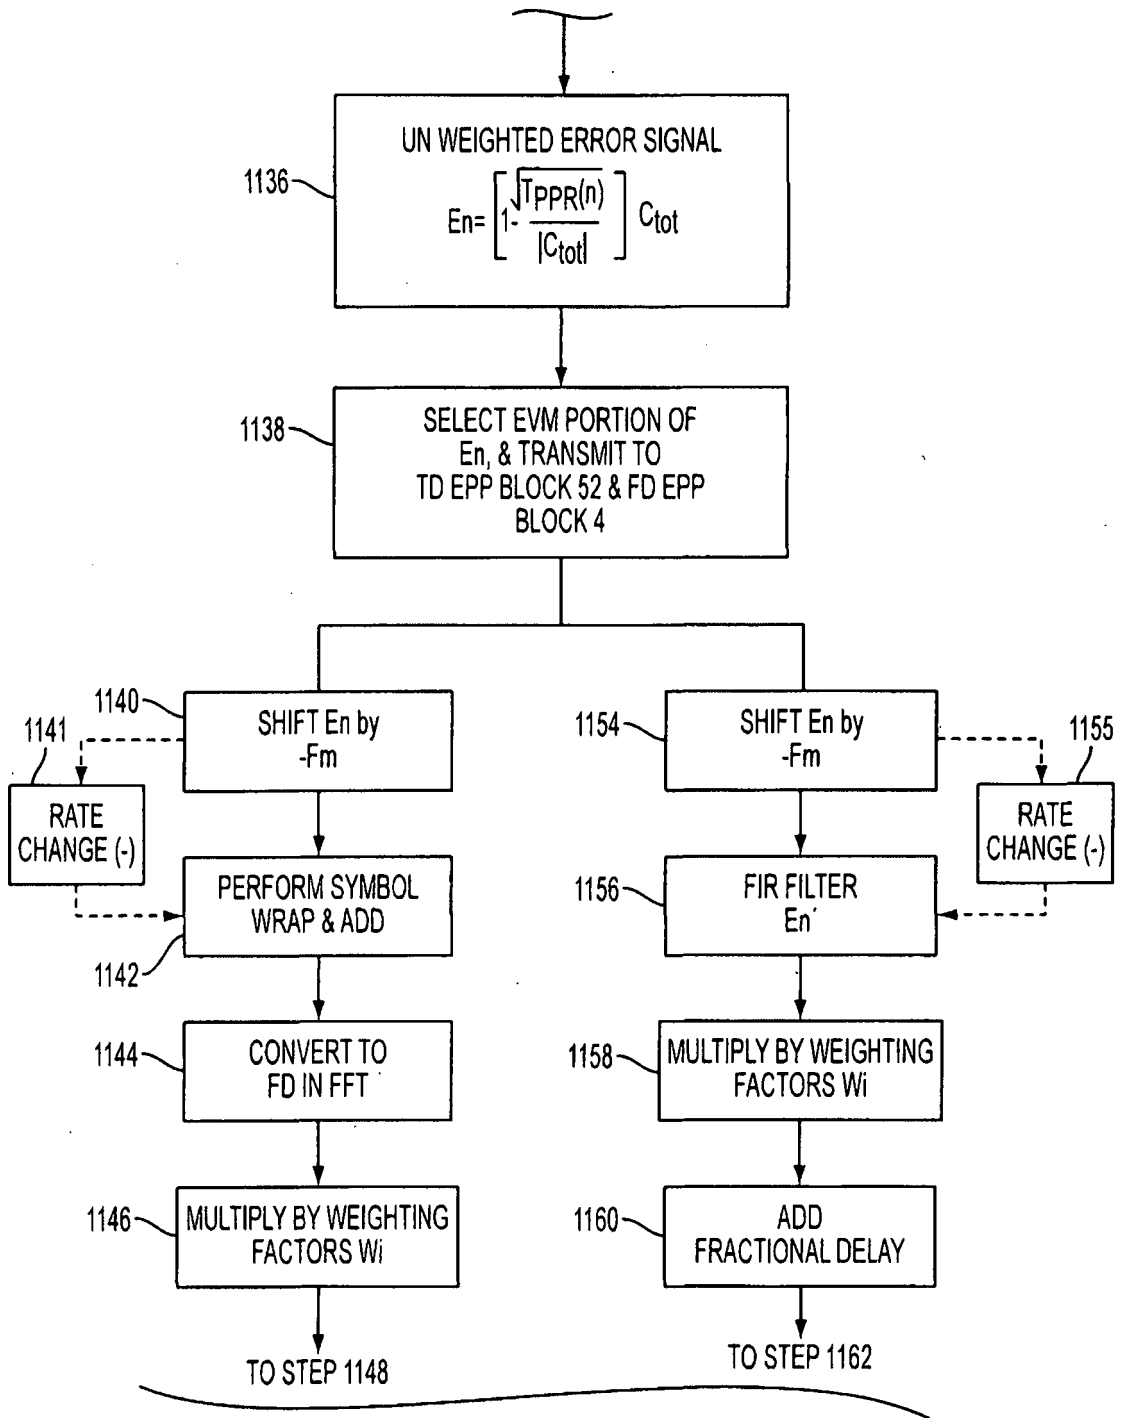 UN WEIGHTED ERROR SIGNAL
1136
En= [ 1- √TPPR(n) / |Ctot| ] Ctot
1138
SELECT EVM PORTION OF
En, & TRANSMIT TO
TD EPP BLOCK 52 & FD EPP
BLOCK 4
1140
SHIFT En by
-Fm
1141
RATE
CHANGE (-)
PERFORM SYMBOL
WRAP & ADD
1142
1144
CONVERT TO
FD IN FFT
1146
MULTIPLY BY WEIGHTING
FACTORS Wi
TO STEP 1148
1154
SHIFT En by
-Fm
1155
RATE
CHANGE (-)
1156
FIR FILTER
En´
1158
MULTIPLY BY WEIGHTING
FACTORS Wi
1160
ADD
FRACTIONAL DELAY
TO STEP 1162